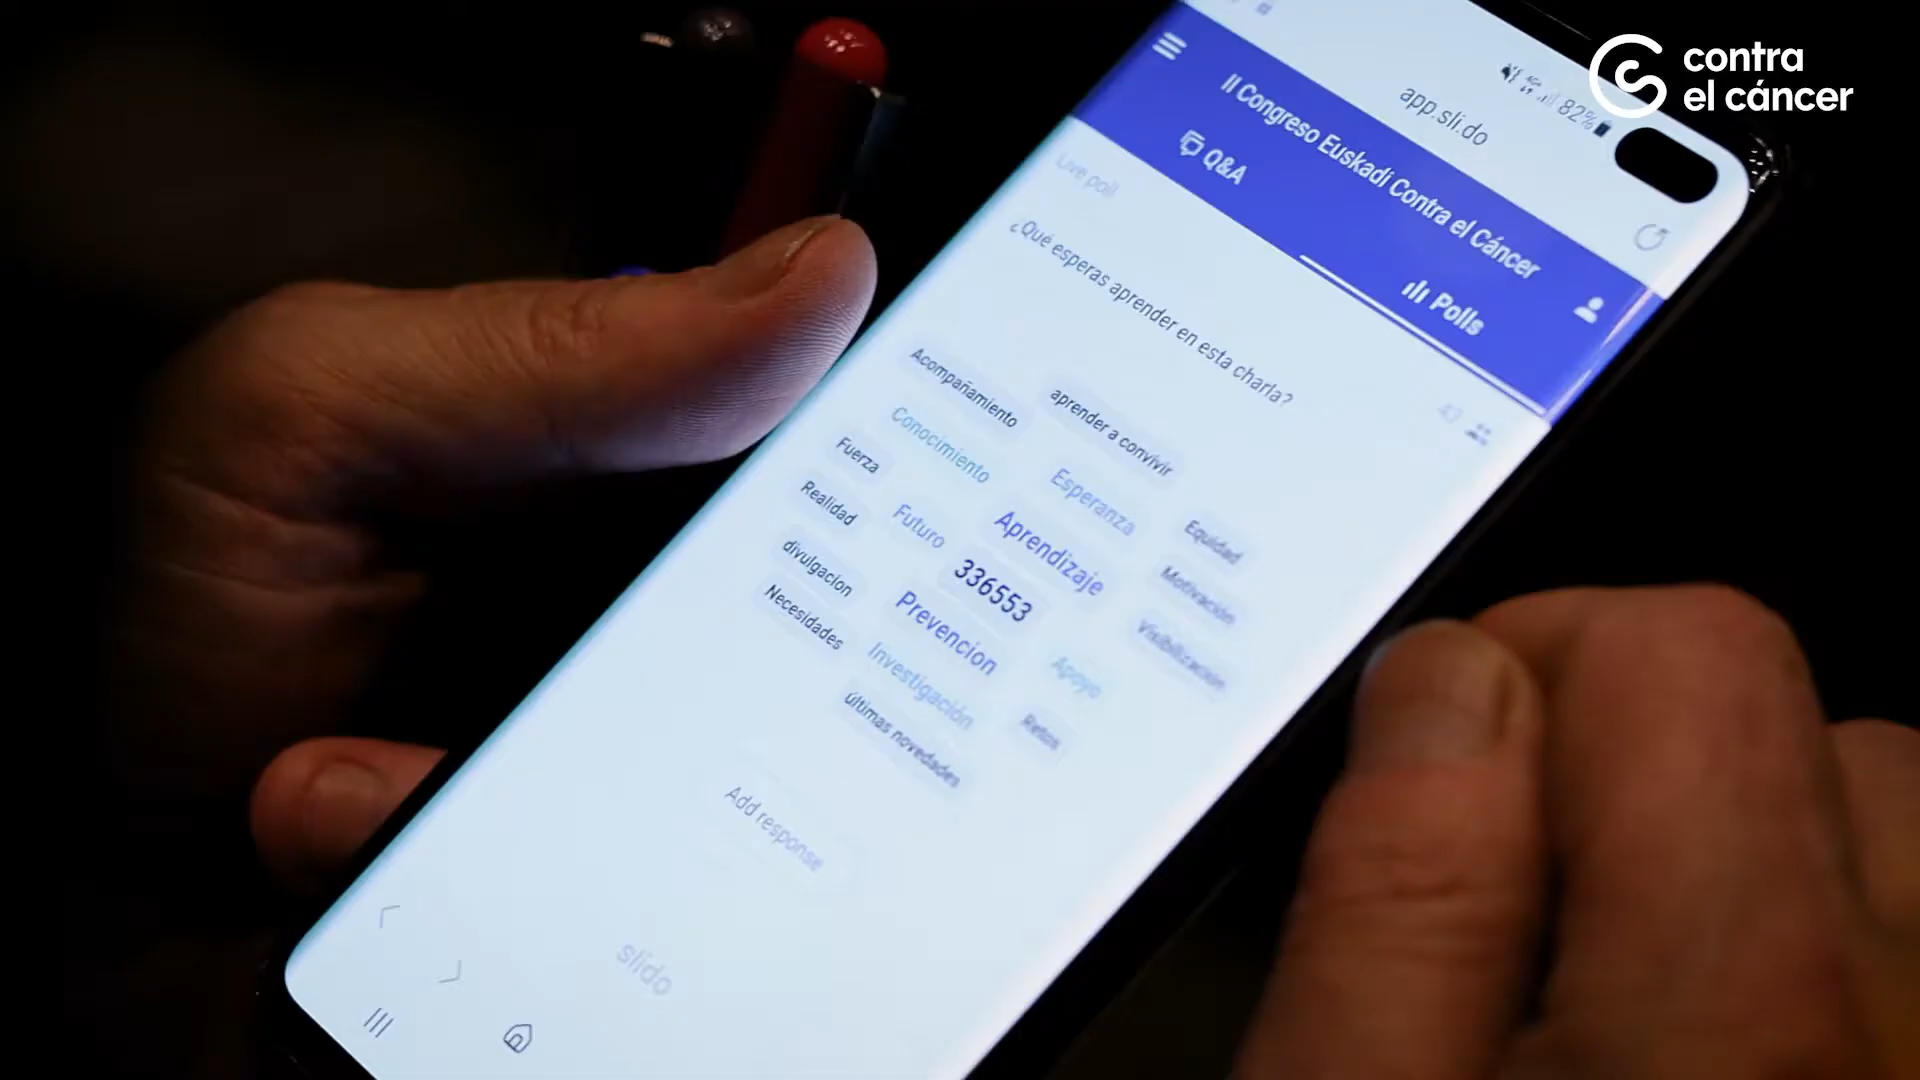 contra
el cáncer
82%
app.sli.do
II Congreso Euskadi Contra el Cáncer
Q&A
Polls
Live poll
¿Qué esperas aprender en esta charla?
Acompañamiento
aprender a convivir
Conocimiento
Fuerza
Esperanza
Equidad
Realidad
Futuro
Aprendizaje
Motivación
divulgacion
336553
Visibilización
Necesidades
Prevencion
Investigación
Apoyo
últimas novedades
Retos
Add response
slido